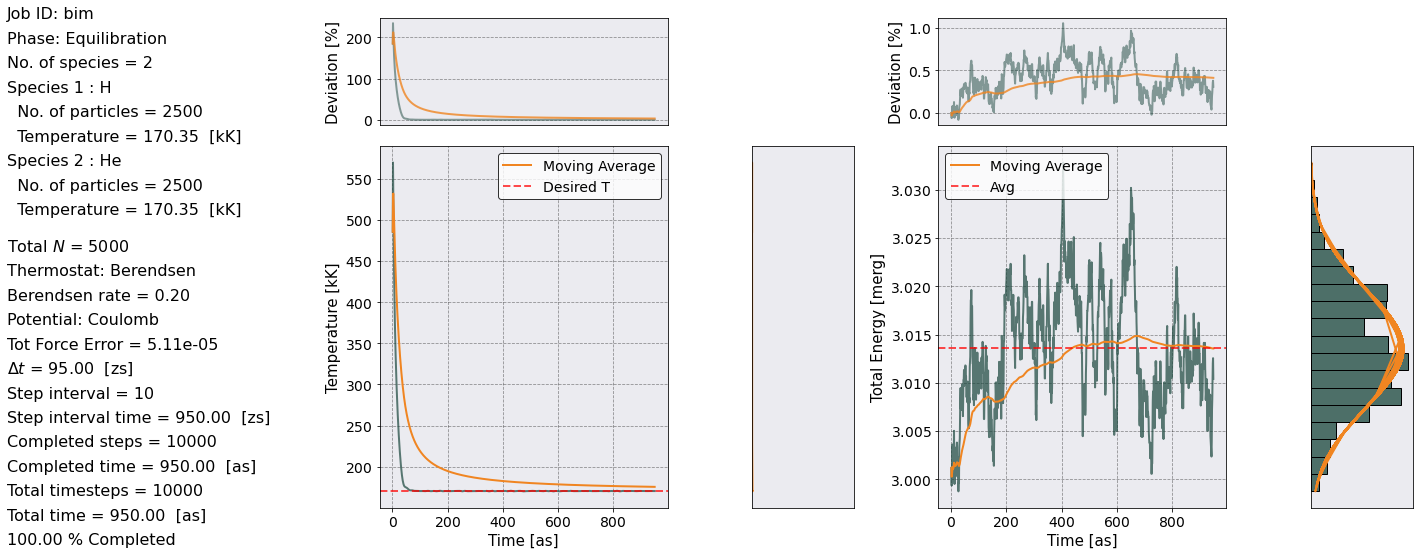 Job ID: bim
Phase: Equilibration
No. of species = 2
Species 1 : H
No. of particles = 2500
Temperature = 170.35 [kK]
Species 2 : He
No. of particles = 2500
Temperature = 170.35 [kK]
Total N = 5000
Thermostat: Berendsen
Berendsen rate = 0.20
Potential: Coulomb
Tot Force Error = 5.11e-05
Δt = 95.00 [zs]
Step interval = 10
Step interval time = 950.00 [zs]
Completed steps = 10000
Completed time = 950.00 [as]
Total timesteps = 10000
Total time = 950.00 [as]
100.00 % Completed
Deviation [%]
200
100
0
Temperature [kK]
550
500
450
400
350
300
250
200
Moving Average
Desired T
0 200 400 600 800
Time [as]
Deviation [%]
1.0
0.5
0.0
Total Energy [merg]
3.030
3.025
3.020
3.015
3.010
3.005
3.000
Moving Average
Avg
0 200 400 600 800
Time [as]